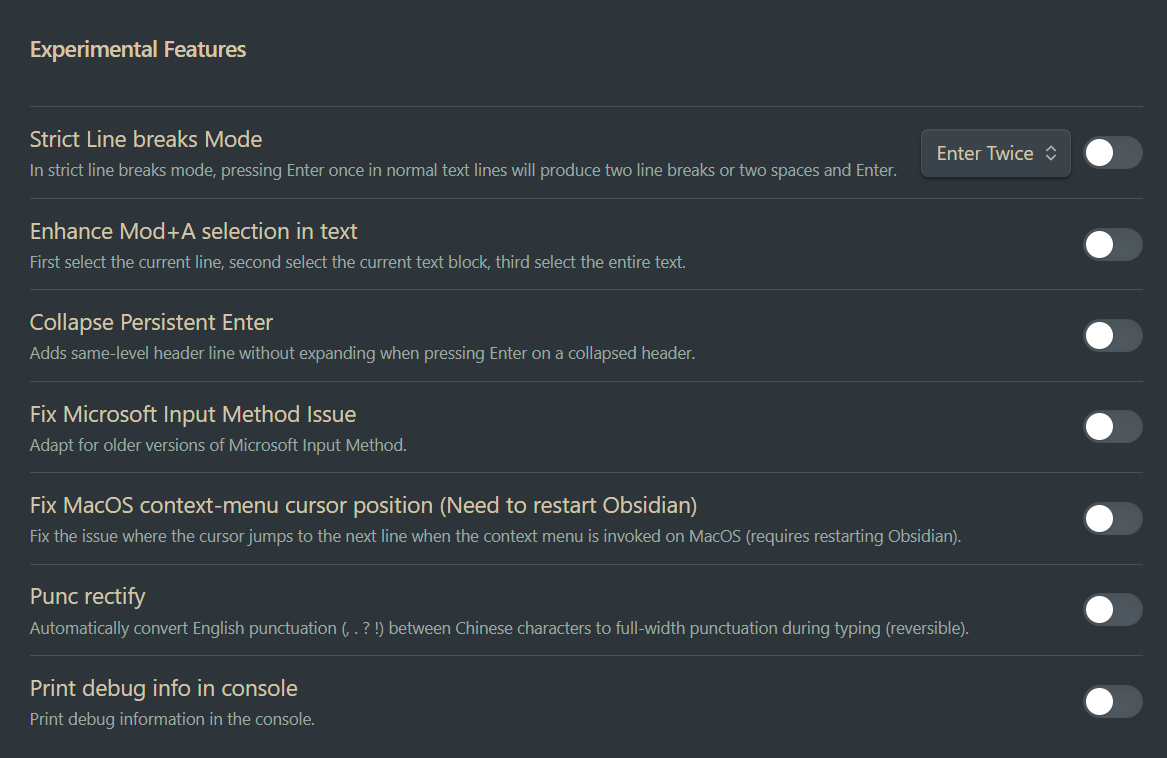 Experimental Features
Strict Line breaks Mode
In strict line breaks mode, pressing Enter once in normal text lines will produce two line breaks or two spaces and Enter.
Enter Twice
Enhance Mod+A selection in text
First select the current line, second select the current text block, third select the entire text.
Collapse Persistent Enter
Adds same-level header line without expanding when pressing Enter on a collapsed header.
Fix Microsoft Input Method Issue
Adapt for older versions of Microsoft Input Method.
Fix MacOS context-menu cursor position (Need to restart Obsidian)
Fix the issue where the cursor jumps to the next line when the context menu is invoked on MacOS (requires restarting Obsidian).
Punc rectify
Automatically convert English punctuation (, . ? !) between Chinese characters to full-width punctuation during typing (reversible).
Print debug info in console
Print debug information in the console.